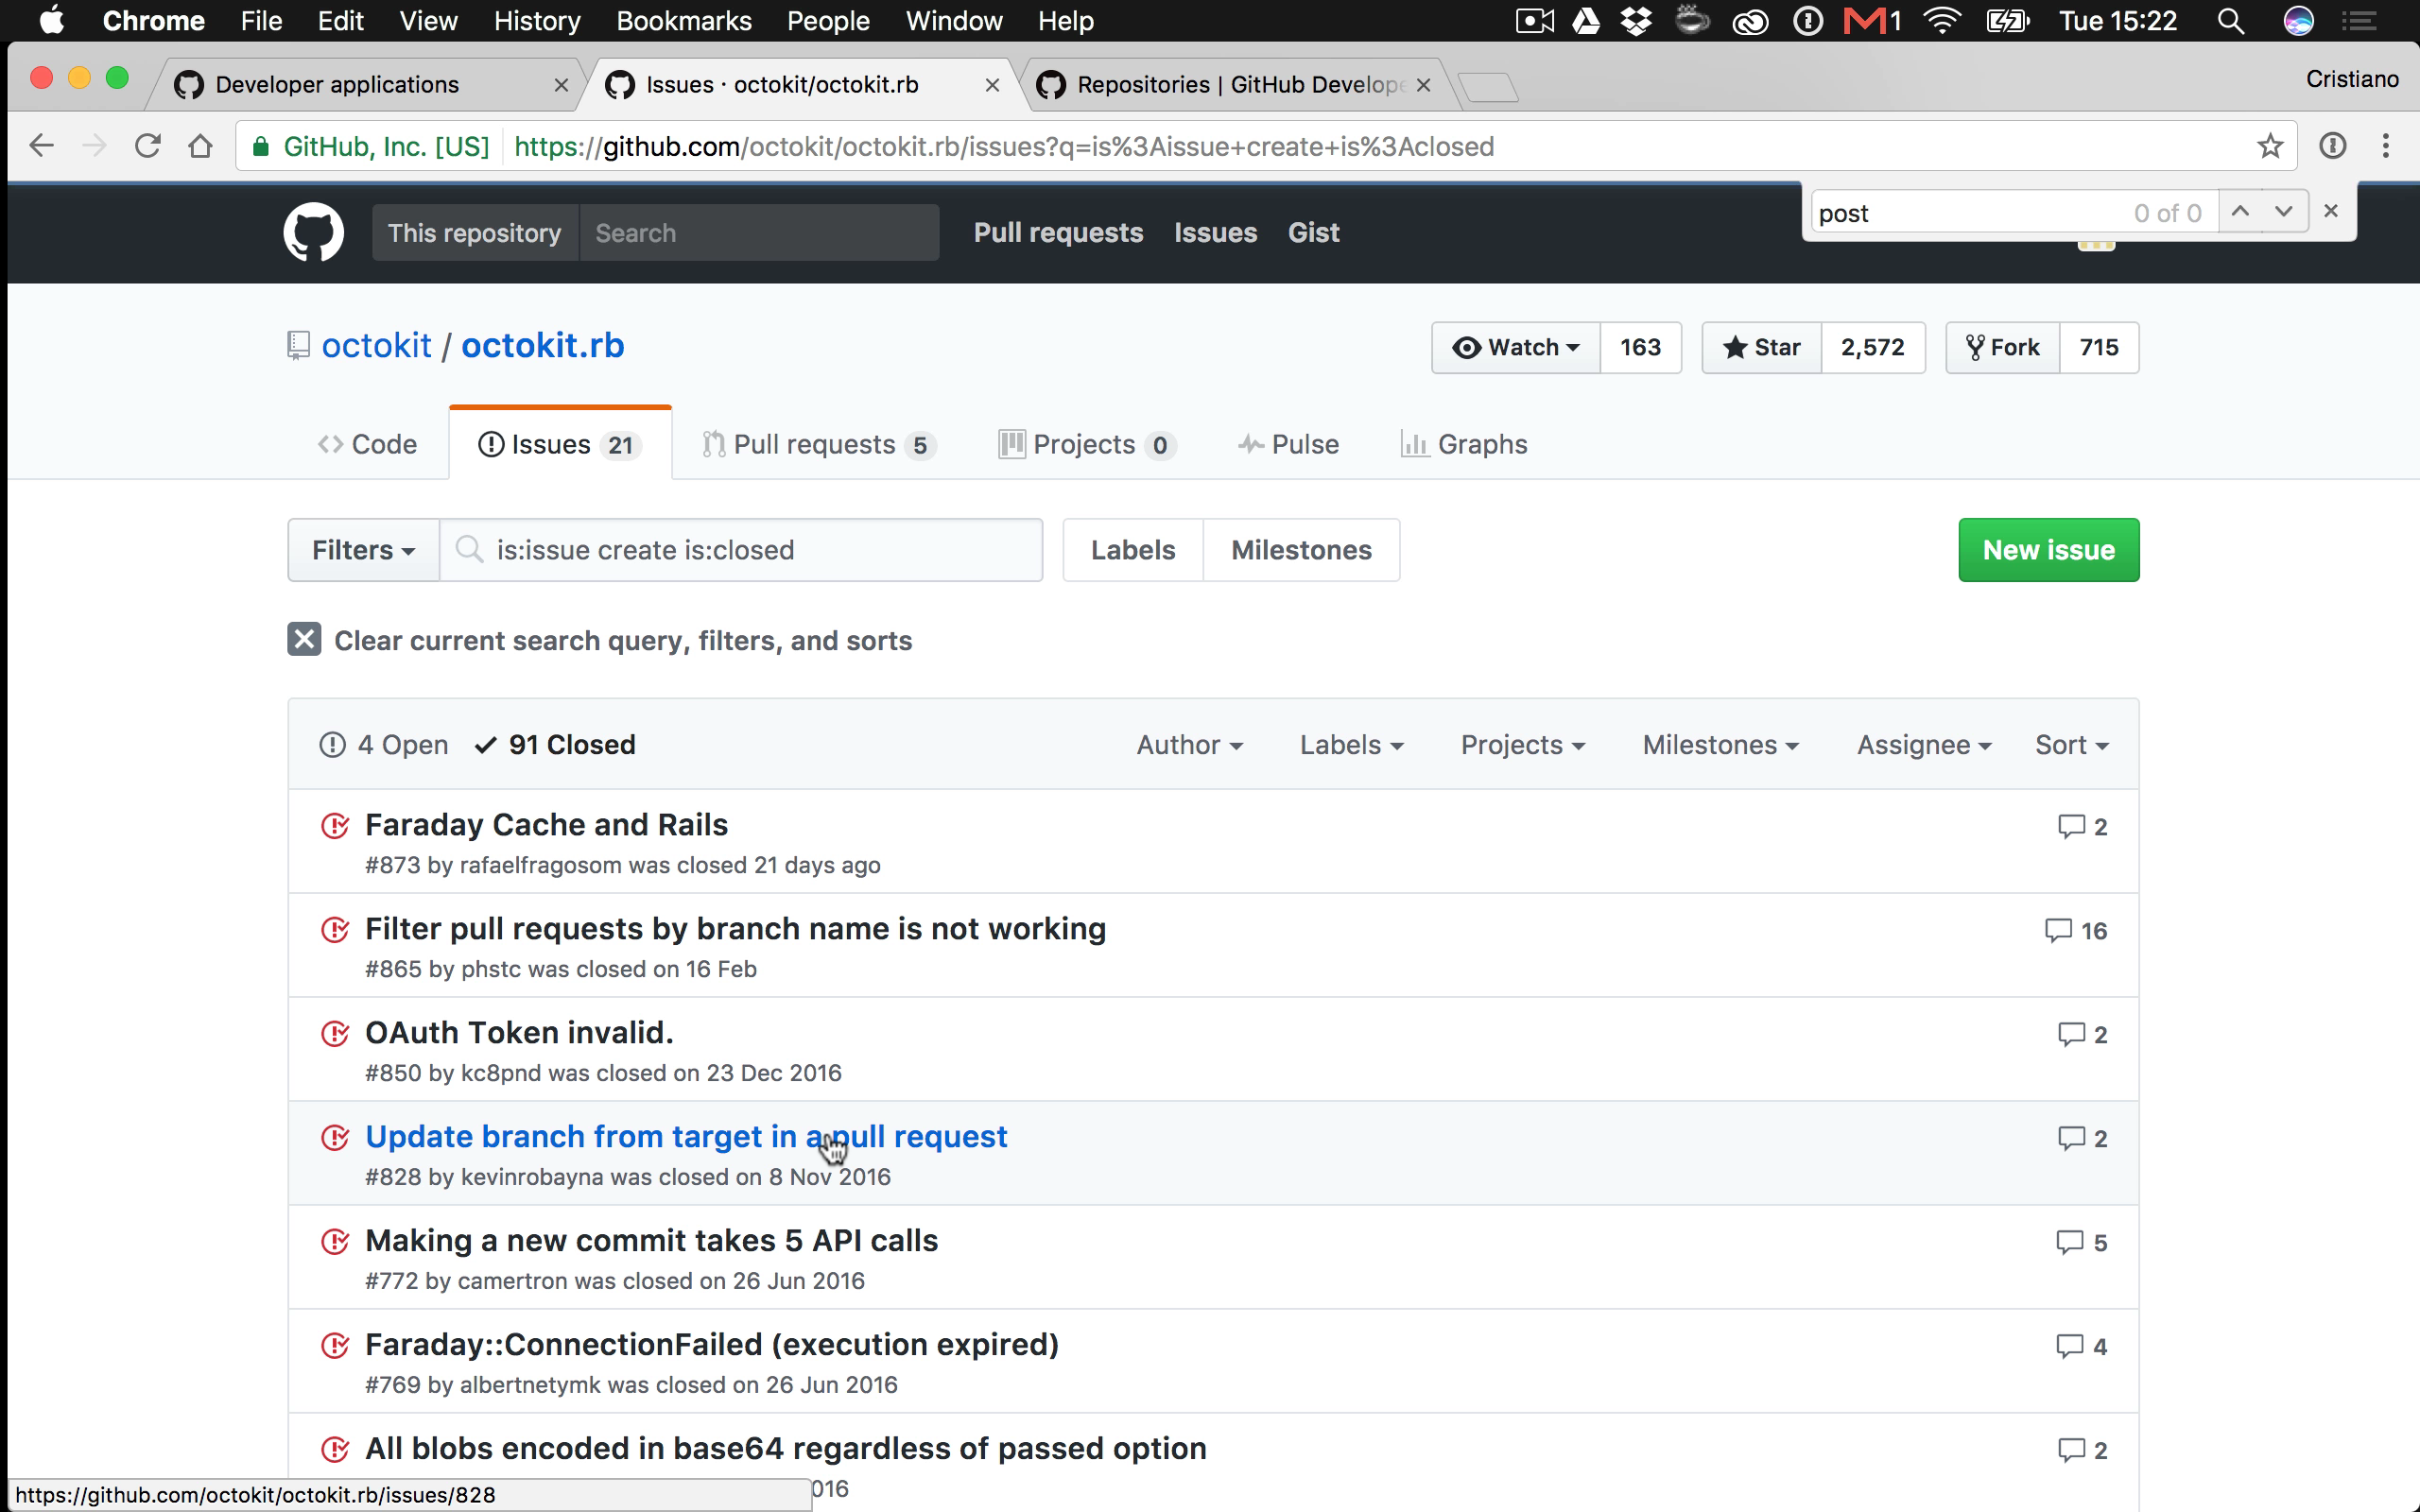 Chrome File Edit View History Bookmarks People Window Help 1 Tue 15:22
Developer applications Issues · octokit/octokit.rb Repositories | GitHub Develope Cristiano
GitHub, Inc. [US] https://github.com/octokit/octokit.rb/issues?q=is%3Aissue+create+is%3Aclosed
post 0 of 0
This repository Search Pull requests Issues Gist
octokit / octokit.rb Watch 163 Star 2,572 Fork 715
Code Issues 21 Pull requests 5 Projects 0 Pulse Graphs
Filters is:issue create is:closed Labels Milestones New issue
Clear current search query, filters, and sorts
4 Open 91 Closed Author Labels Projects Milestones Assignee Sort
Faraday Cache and Rails 2
#873 by rafaelfragosom was closed 21 days ago
Filter pull requests by branch name is not working 16
#865 by phstc was closed on 16 Feb
OAuth Token invalid. 2
#850 by kc8pnd was closed on 23 Dec 2016
Update branch from target in a pull request 2
#828 by kevinrobayna was closed on 8 Nov 2016
Making a new commit takes 5 API calls 5
#772 by camertron was closed on 26 Jun 2016
Faraday::ConnectionFailed (execution expired) 4
#769 by albertnetymk was closed on 26 Jun 2016
All blobs encoded in base64 regardless of passed option 2
https://github.com/octokit/octokit.rb/issues/828 016